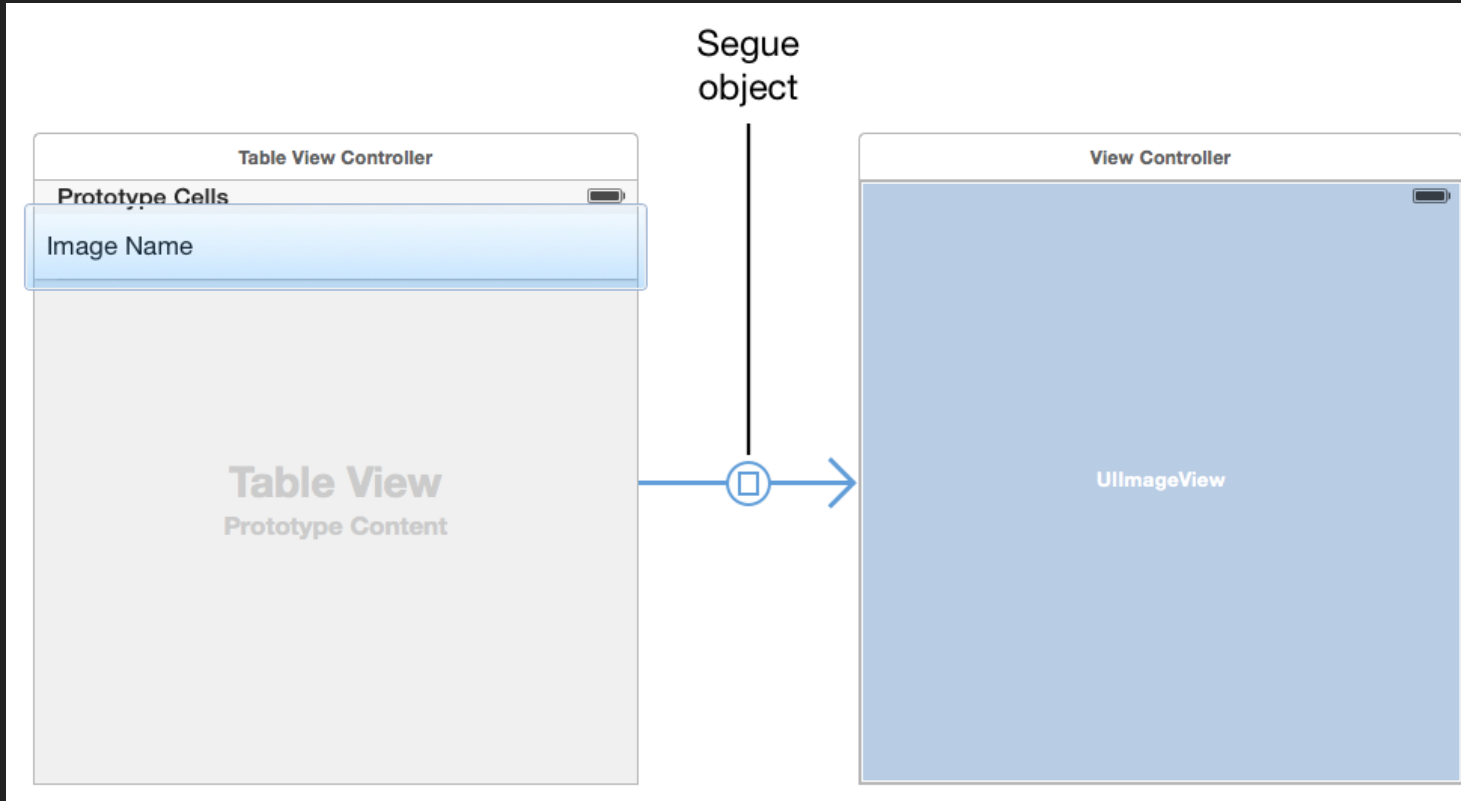 Segue
object
Table View Controller
Prototype Cells
Image Name
Table View
Prototype Content
View Controller
UIImageView